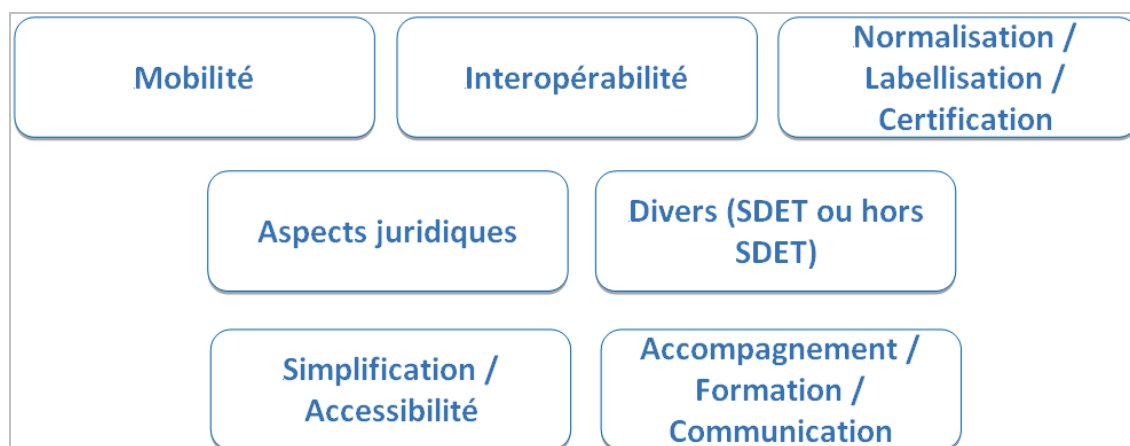 Mobilité
Interopérabilité
Normalisation /
Labellisation /
Certification
Aspects juridiques
Divers (SDET ou hors
SDET)
Simplification /
Accessibilité
Accompagnement /
Formation /
Communication